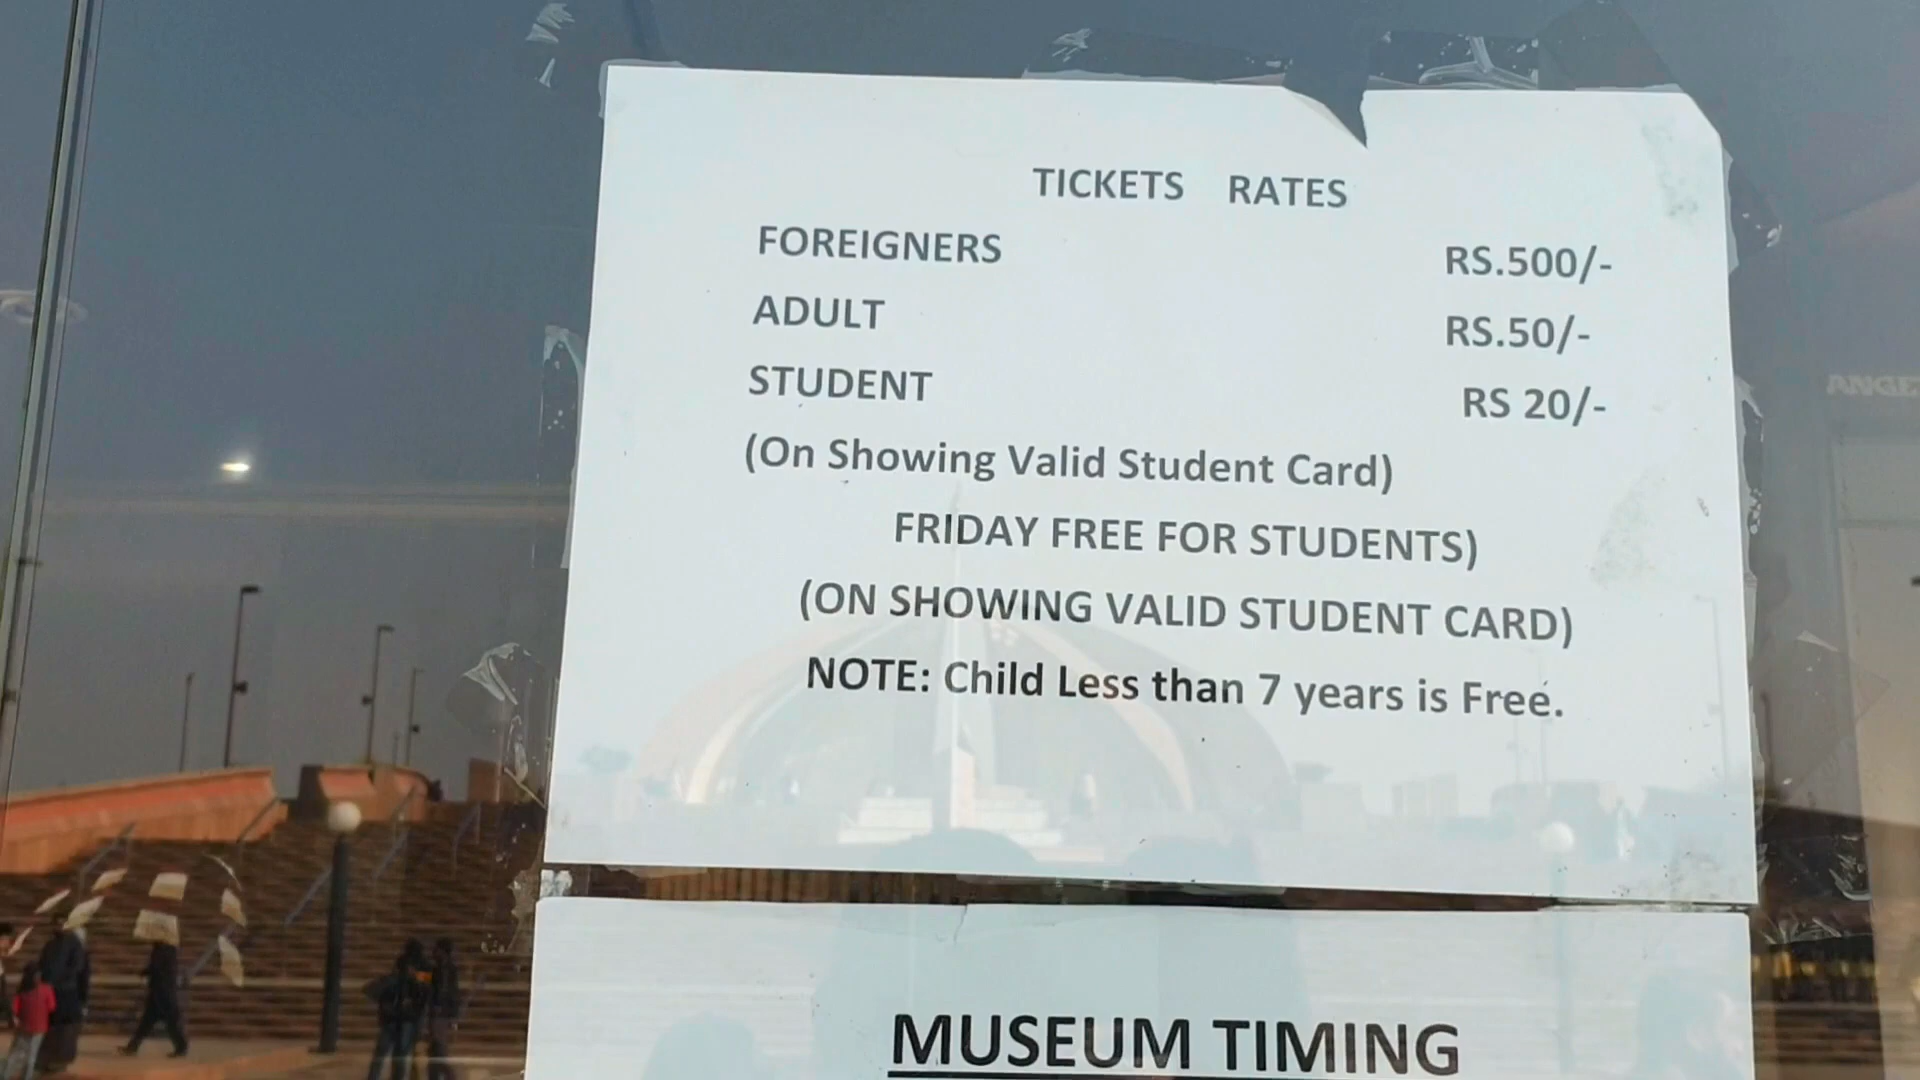 TICKETS RATES
FOREIGNERS RS.500/-
ADULT RS.50/-
STUDENT RS 20/-
(On Showing Valid Student Card)
FRIDAY FREE FOR STUDENTS)
(ON SHOWING VALID STUDENT CARD)
NOTE: Child Less than 7 years is Free.
MUSEUM TIMING